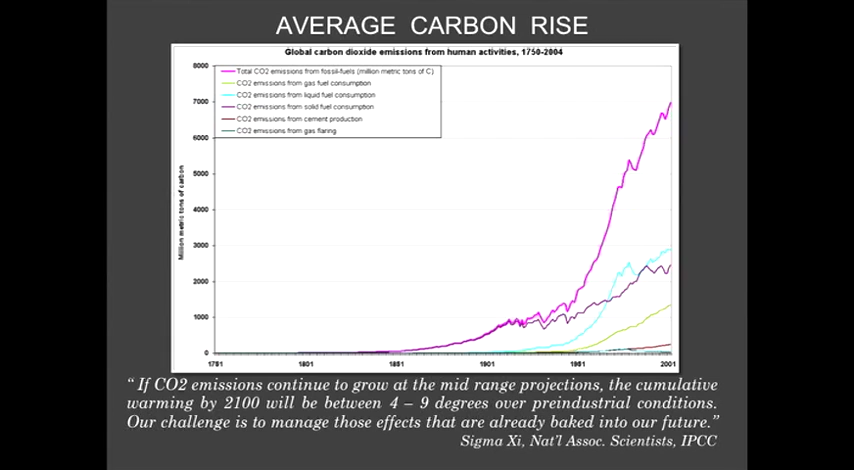 AVERAGE CARBON RISE
Global carbon dioxide emissions from human activities, 1750-2004
8000
7000
6000
5000
4000
3000
2000
1000
0
Million metric tons of carbon
Total CO2 emissions from fossil-fuels (million metric tons of C)
CO2 emissions from gas fuel consumption
CO2 emissions from liquid fuel consumption
CO2 emissions from solid fuel consumption
CO2 emissions from cement production
CO2 emissions from gas flaring
1751 1801 1851 1901 1951 2001
“ If CO2 emissions continue to grow at the mid range projections, the cumulative
warming by 2100 will be between 4 – 9 degrees over preindustrial conditions.
Our challenge is to manage those effects that are already baked into our future.”
Sigma Xi, Nat’l Assoc. Scientists, IPCC